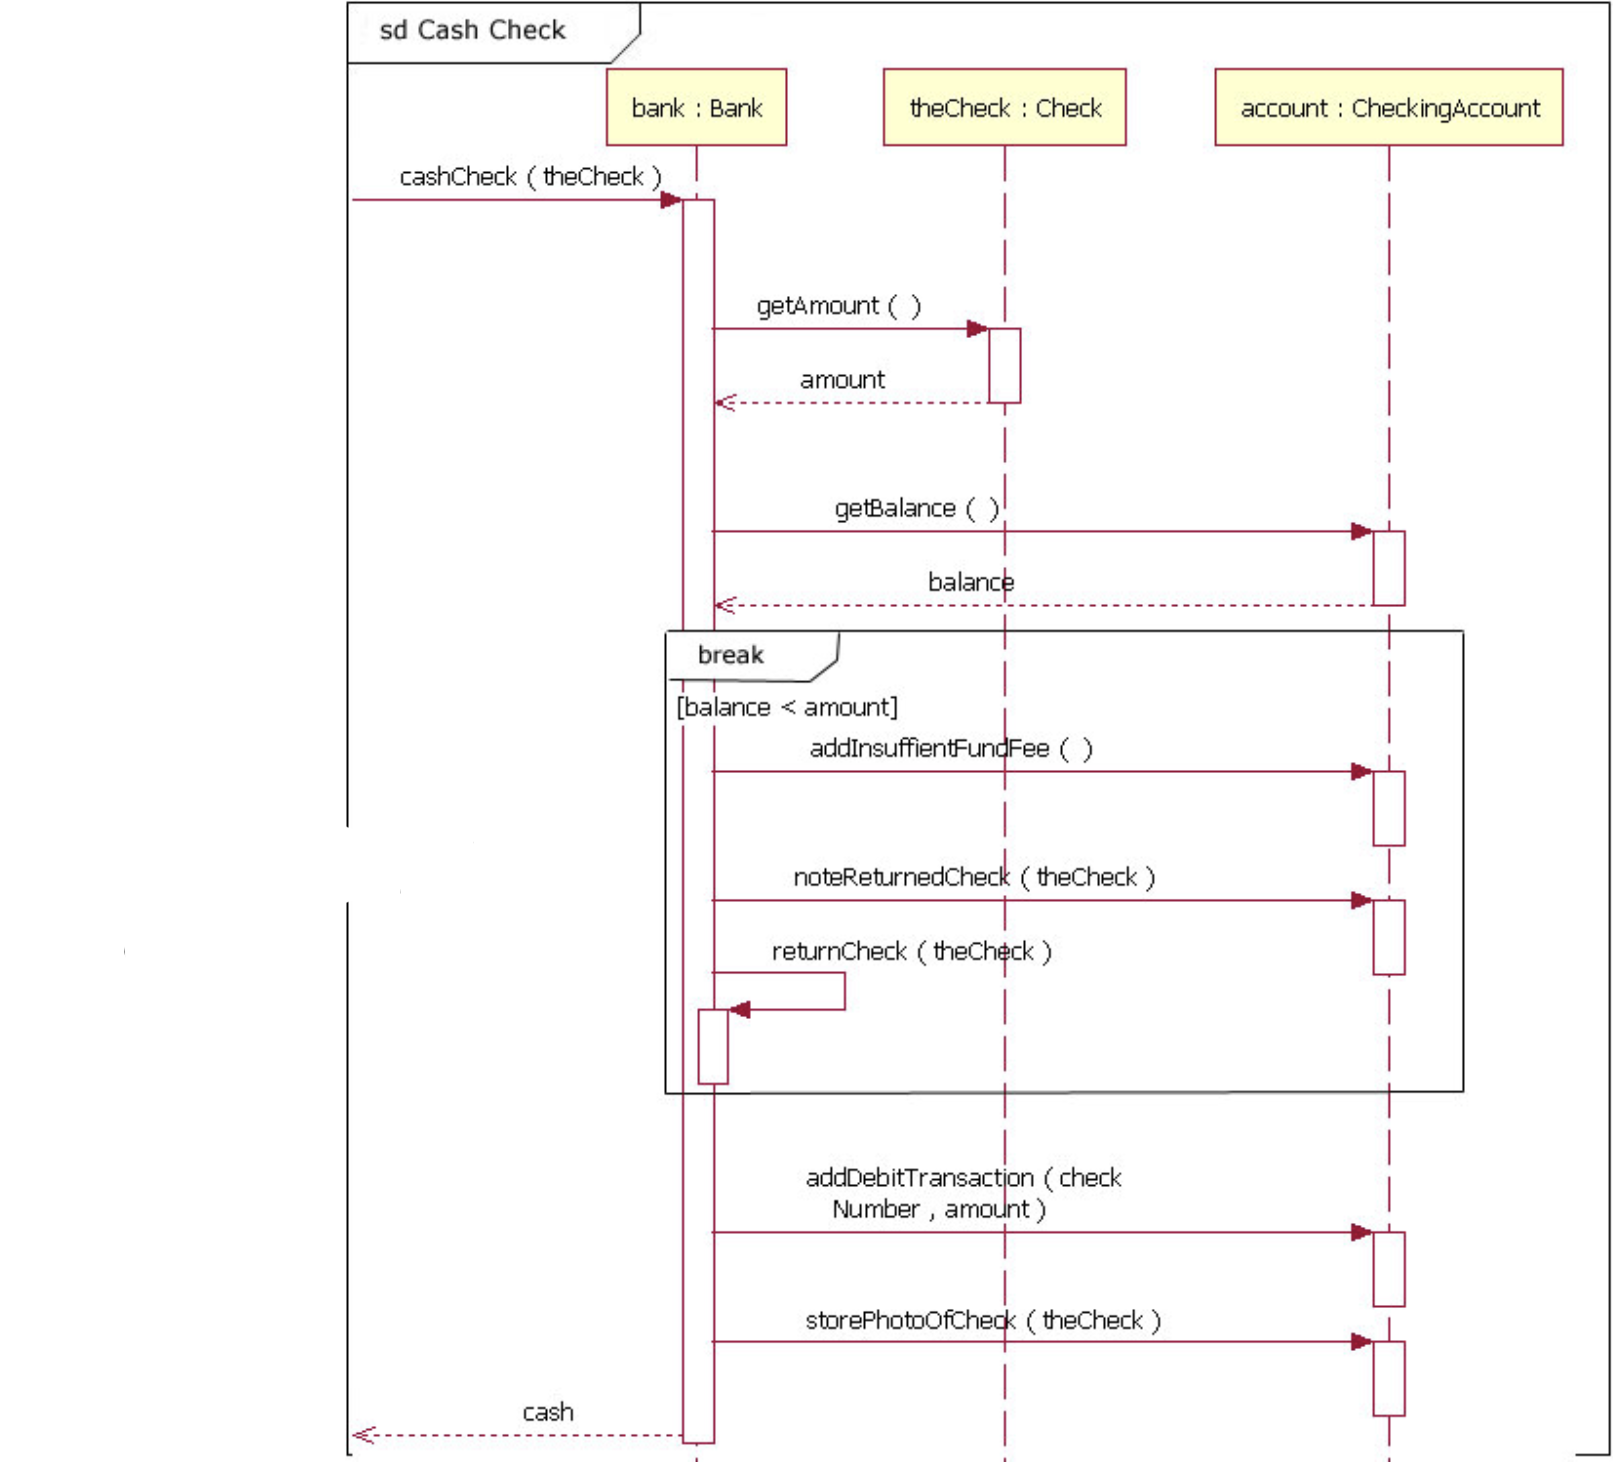 sd Cash Check
bank : Bank
theCheck : Check
account : CheckingAccount
cashCheck ( theCheck )
getAmount (  )
amount
getBalance (  )
balance
break
[balance < amount]
addInsuffientFundFee (  )
noteReturnedCheck ( theCheck )
returnCheck ( theCheck )
addDebitTransaction ( check
Number , amount )
storePhotoOfCheck ( theCheck )
cash